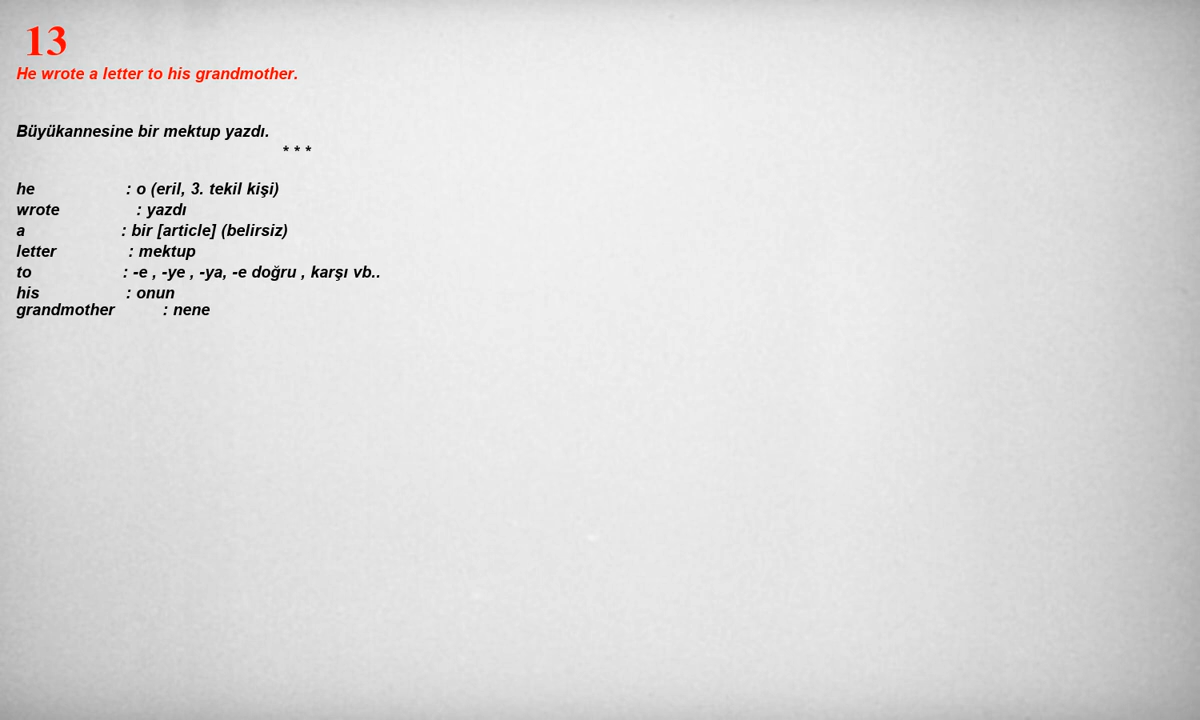 13
He wrote a letter to his grandmother.
Büyükannesine bir mektup yazdı.
* * *
he : o (eril, 3. tekil kişi)
wrote : yazdı
a : bir [article] (belirsiz)
letter : mektup
to : -e , -ye , -ya, -e doğru , karşı vb..
his : onun
grandmother : nene